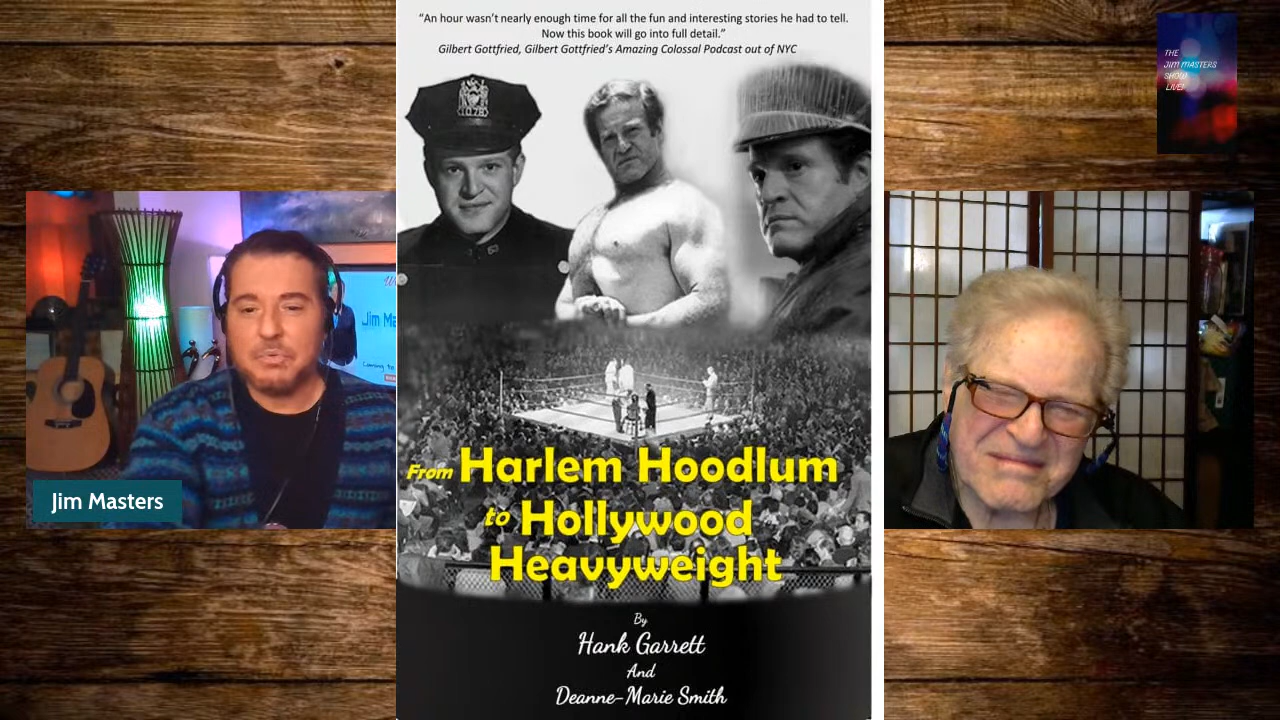 “An hour wasn’t nearly enough time for all the fun and interesting stories he had to tell.
Now this book will go into full detail.”
Gilbert Gottfried, Gilbert Gottfried’s Amazing Colossal Podcast out of NYC
THE
JIM MASTERS
SHOW
LIVE!
Jim Ma
Jim Masters
From Harlem Hoodlum
to Hollywood
Heavyweight
By
Hank Garrett
And
Deanne-Marie Smith